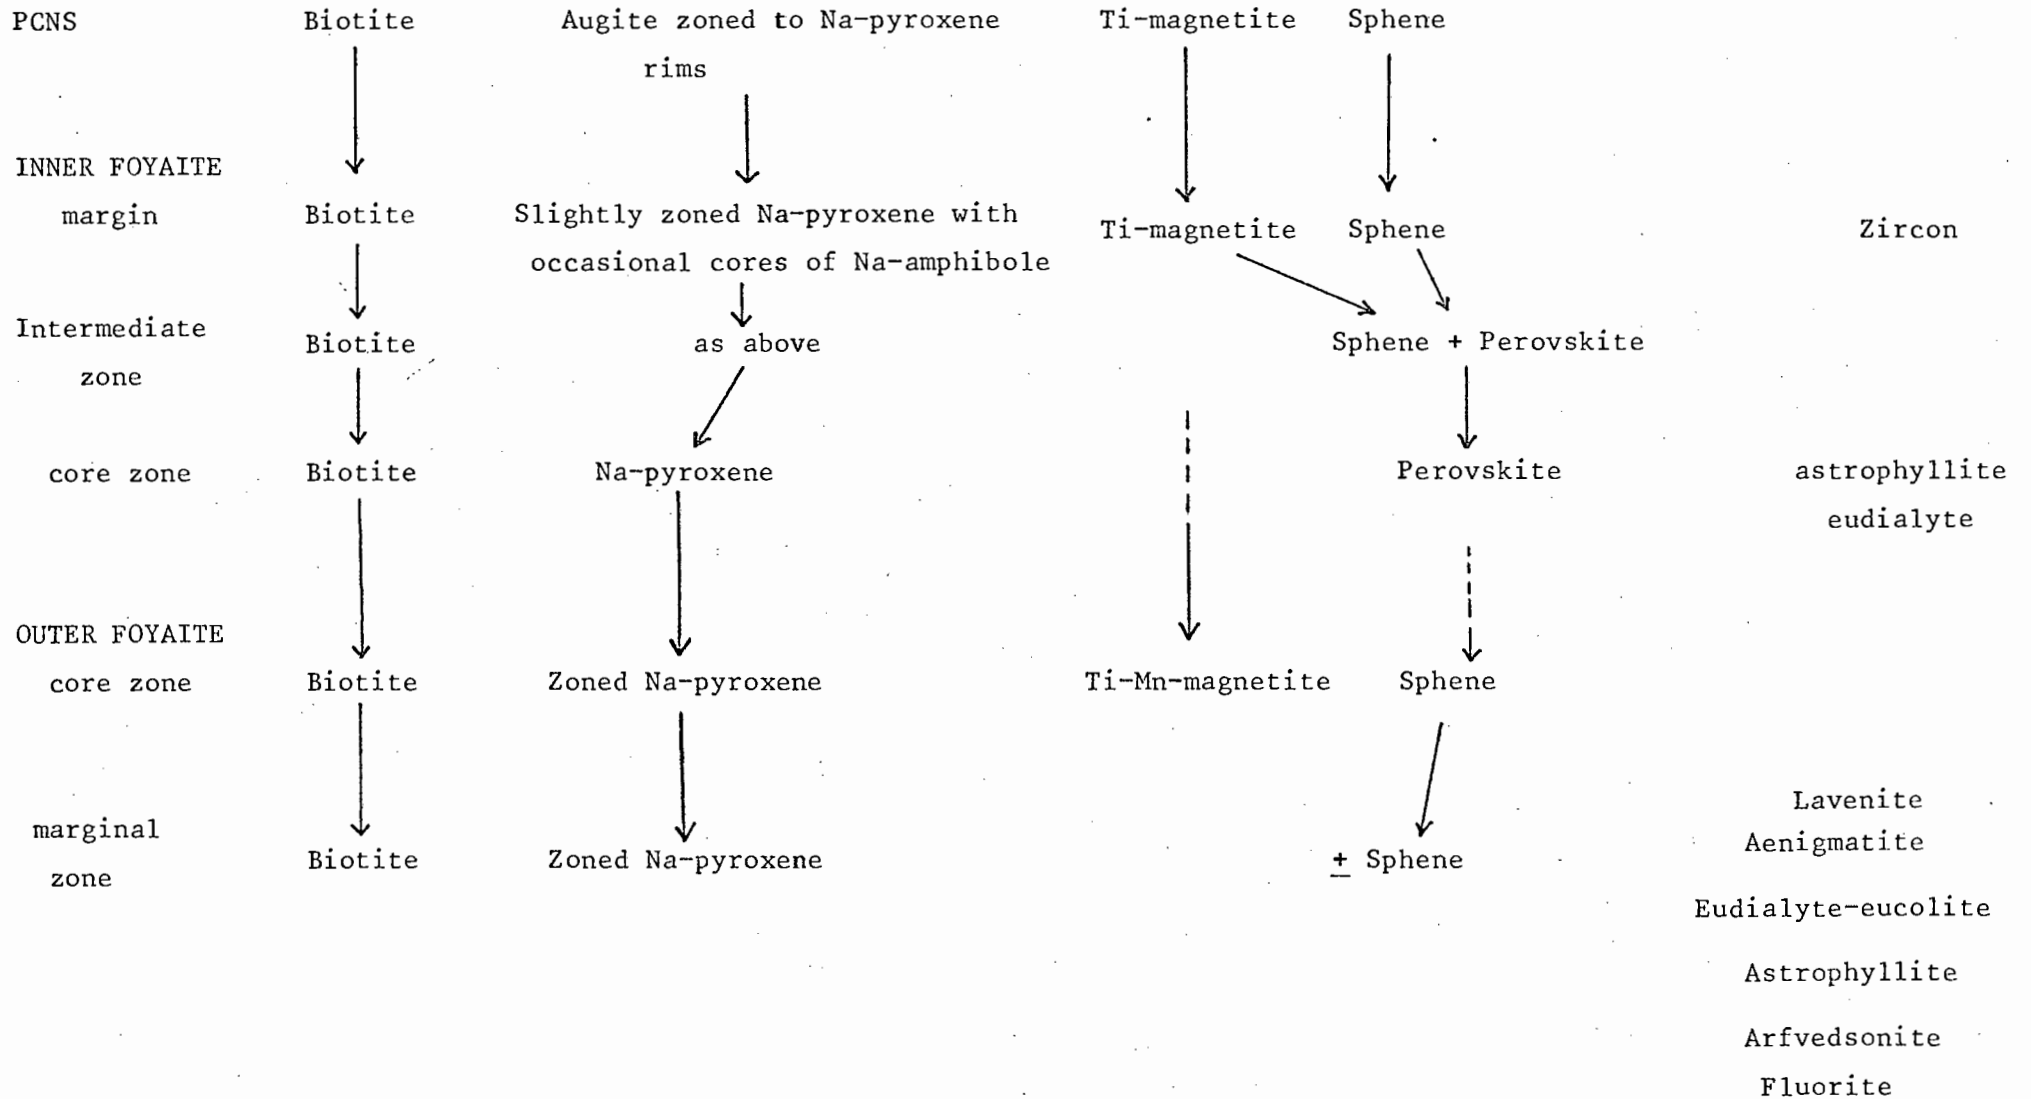 PCNS Biotite Augite zoned to Na-pyroxene Ti-magnetite Sphene
rims
INNER FOYAITE
margin Biotite Slightly zoned Na-pyroxene with Ti-magnetite Sphene Zircon
occasional cores of Na-amphibole
Intermediate Biotite as above Sphene + Perovskite
zone
core zone Biotite Na-pyroxene Perovskite astrophyllite
eudialyte
OUTER FOYAITE
core zone Biotite Zoned Na-pyroxene Ti-Mn-magnetite Sphene
Lavenite
marginal Aenigmatite
Biotite Zoned Na-pyroxene ± Sphene
zone
Eudialyte-eucolite
Astrophyllite
Arfvedsonite
Fluorite